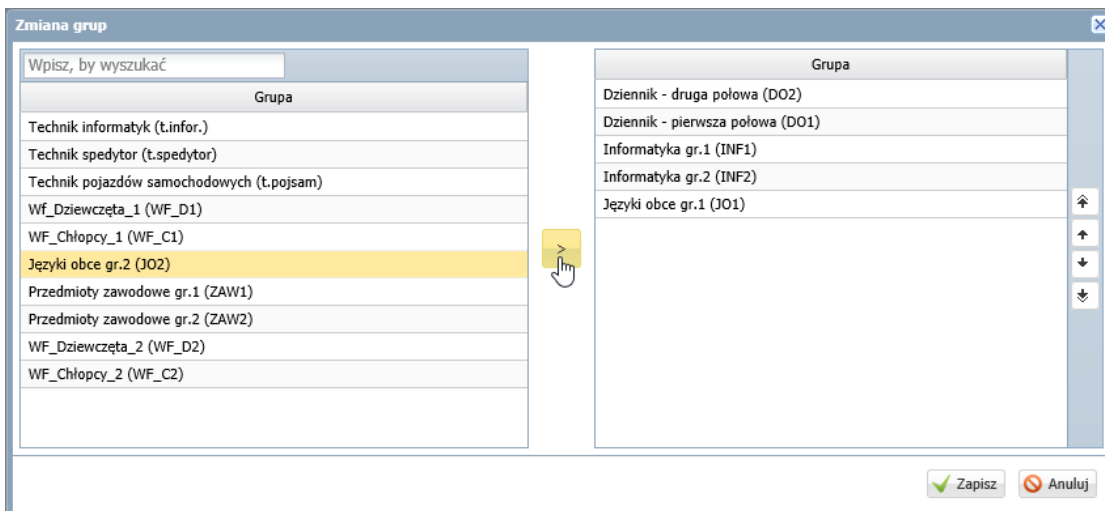 Zmiana grup
Wpisz, by wyszukać
Grupa
Technik informatyk (t.infor.)
Technik spedytor (t.spedytor)
Technik pojazdów samochodowych (t.pojsam)
Wf_Dziewczęta_1 (WF_D1)
WF_Chłopcy_1 (WF_C1)
Języki obce gr.2 (JO2)
Przedmioty zawodowe gr.1 (ZAW1)
Przedmioty zawodowe gr.2 (ZAW2)
WF_Dziewczęta_2 (WF_D2)
WF_Chłopcy_2 (WF_C2)
>
Grupa
Dziennik - druga połowa (DO2)
Dziennik - pierwsza połowa (DO1)
Informatyka gr.1 (INF1)
Informatyka gr.2 (INF2)
Języki obce gr.1 (JO1)
Zapisz
Anuluj